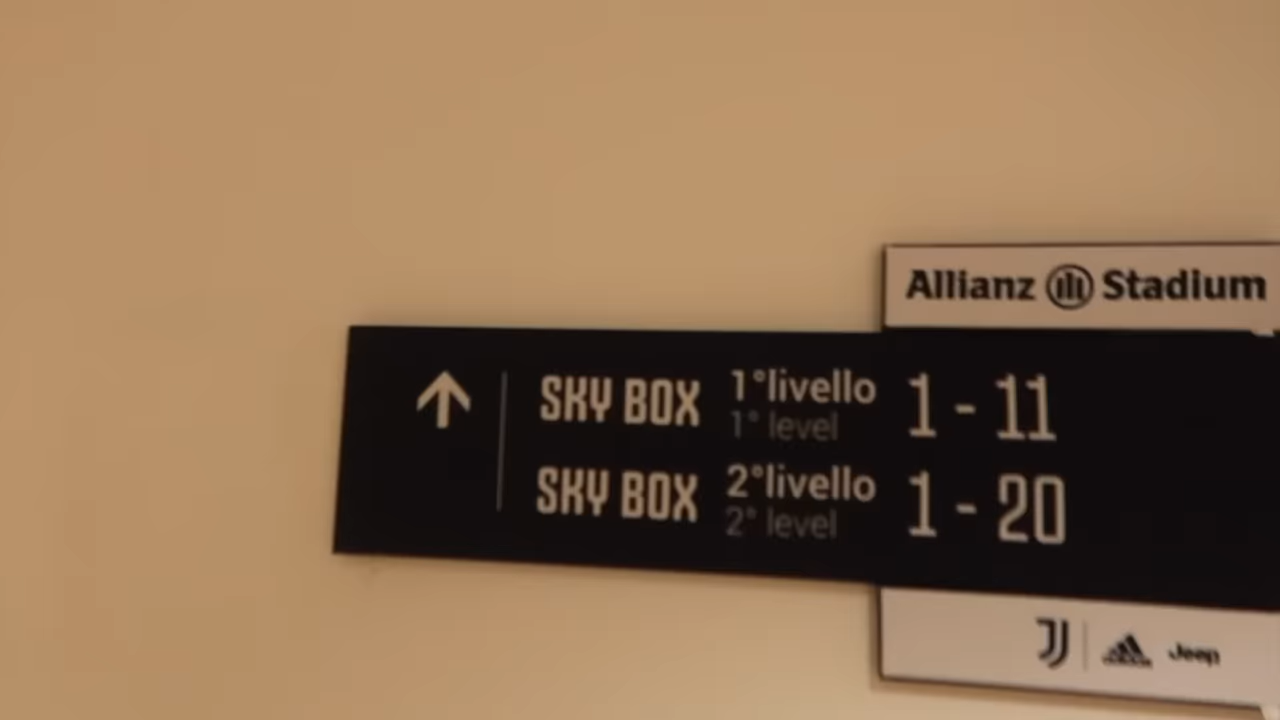 Allianz Stadium
SKY BOX 1°livello 1 - 11
1° level
SKY BOX 2°livello 1 - 20
2° level
adidas Jeep